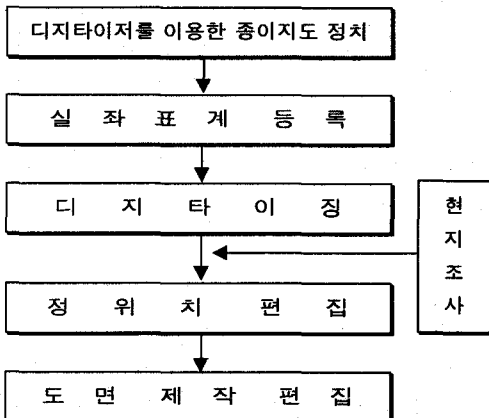 디지타이저를 이용한 종이지도 정치
실 좌 표 계 등 록
디 지 타 이 징
현
지
조
사
정 위 치 편 집
도 면 제 작 편 집